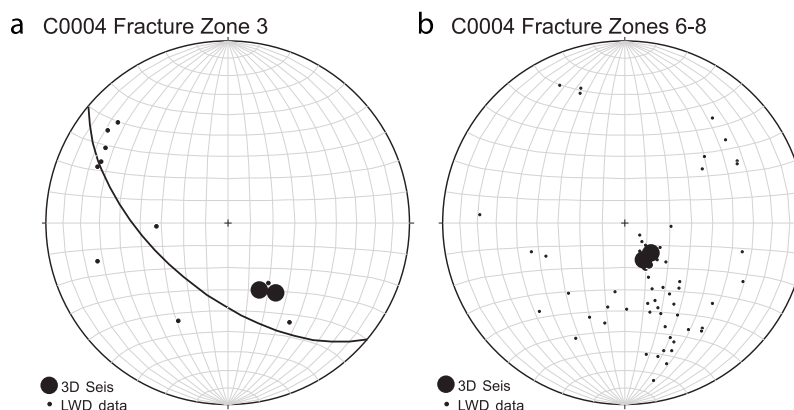 a C0004 Fracture Zone 3
b C0004 Fracture Zones 6-8
3D Seis
LWD data
3D Seis
LWD data